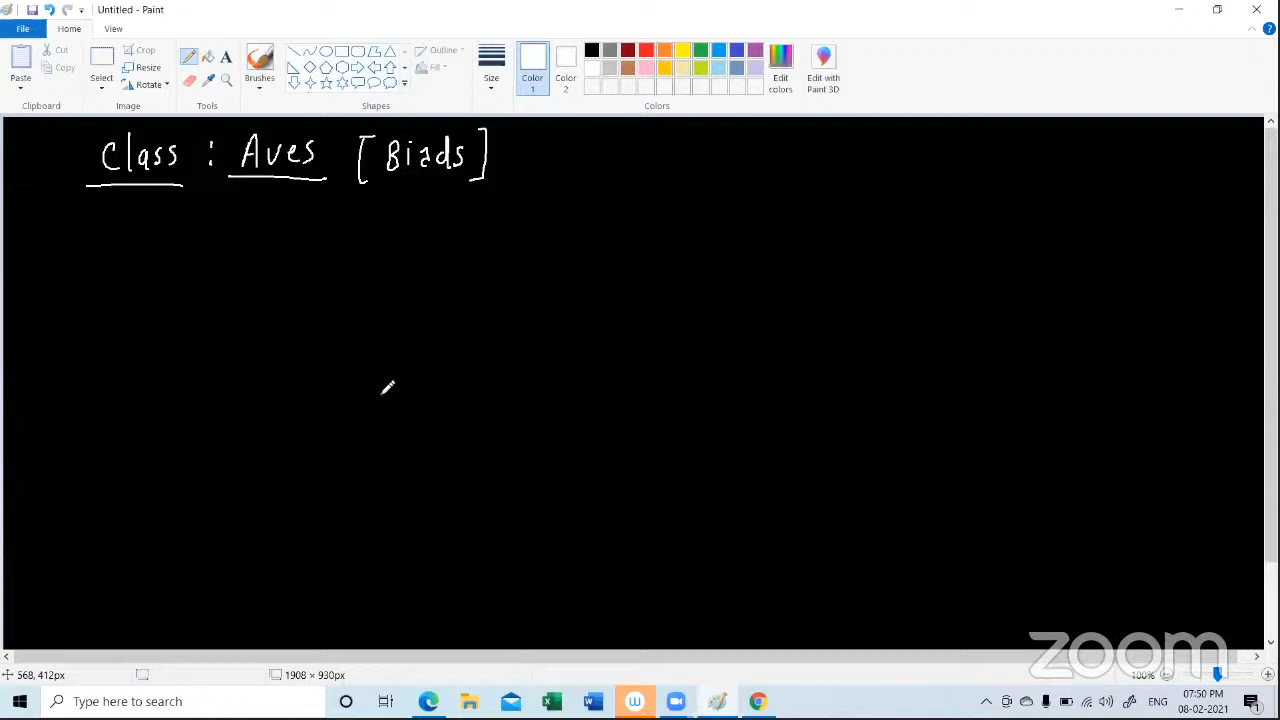 Untitled - Paint
File Home View
Paste Cut Copy Clipboard
Select Crop Resize Rotate Image
Tools
Brushes
Outline Fill Shapes
Size
Color 1 Color 2 Edit colors Colors
Edit with Paint 3D
Class : Aves [Birds]
zoom
568, 412px 1908 × 930px 100%
Type here to search
ENG 07:50 PM 08-02-2021